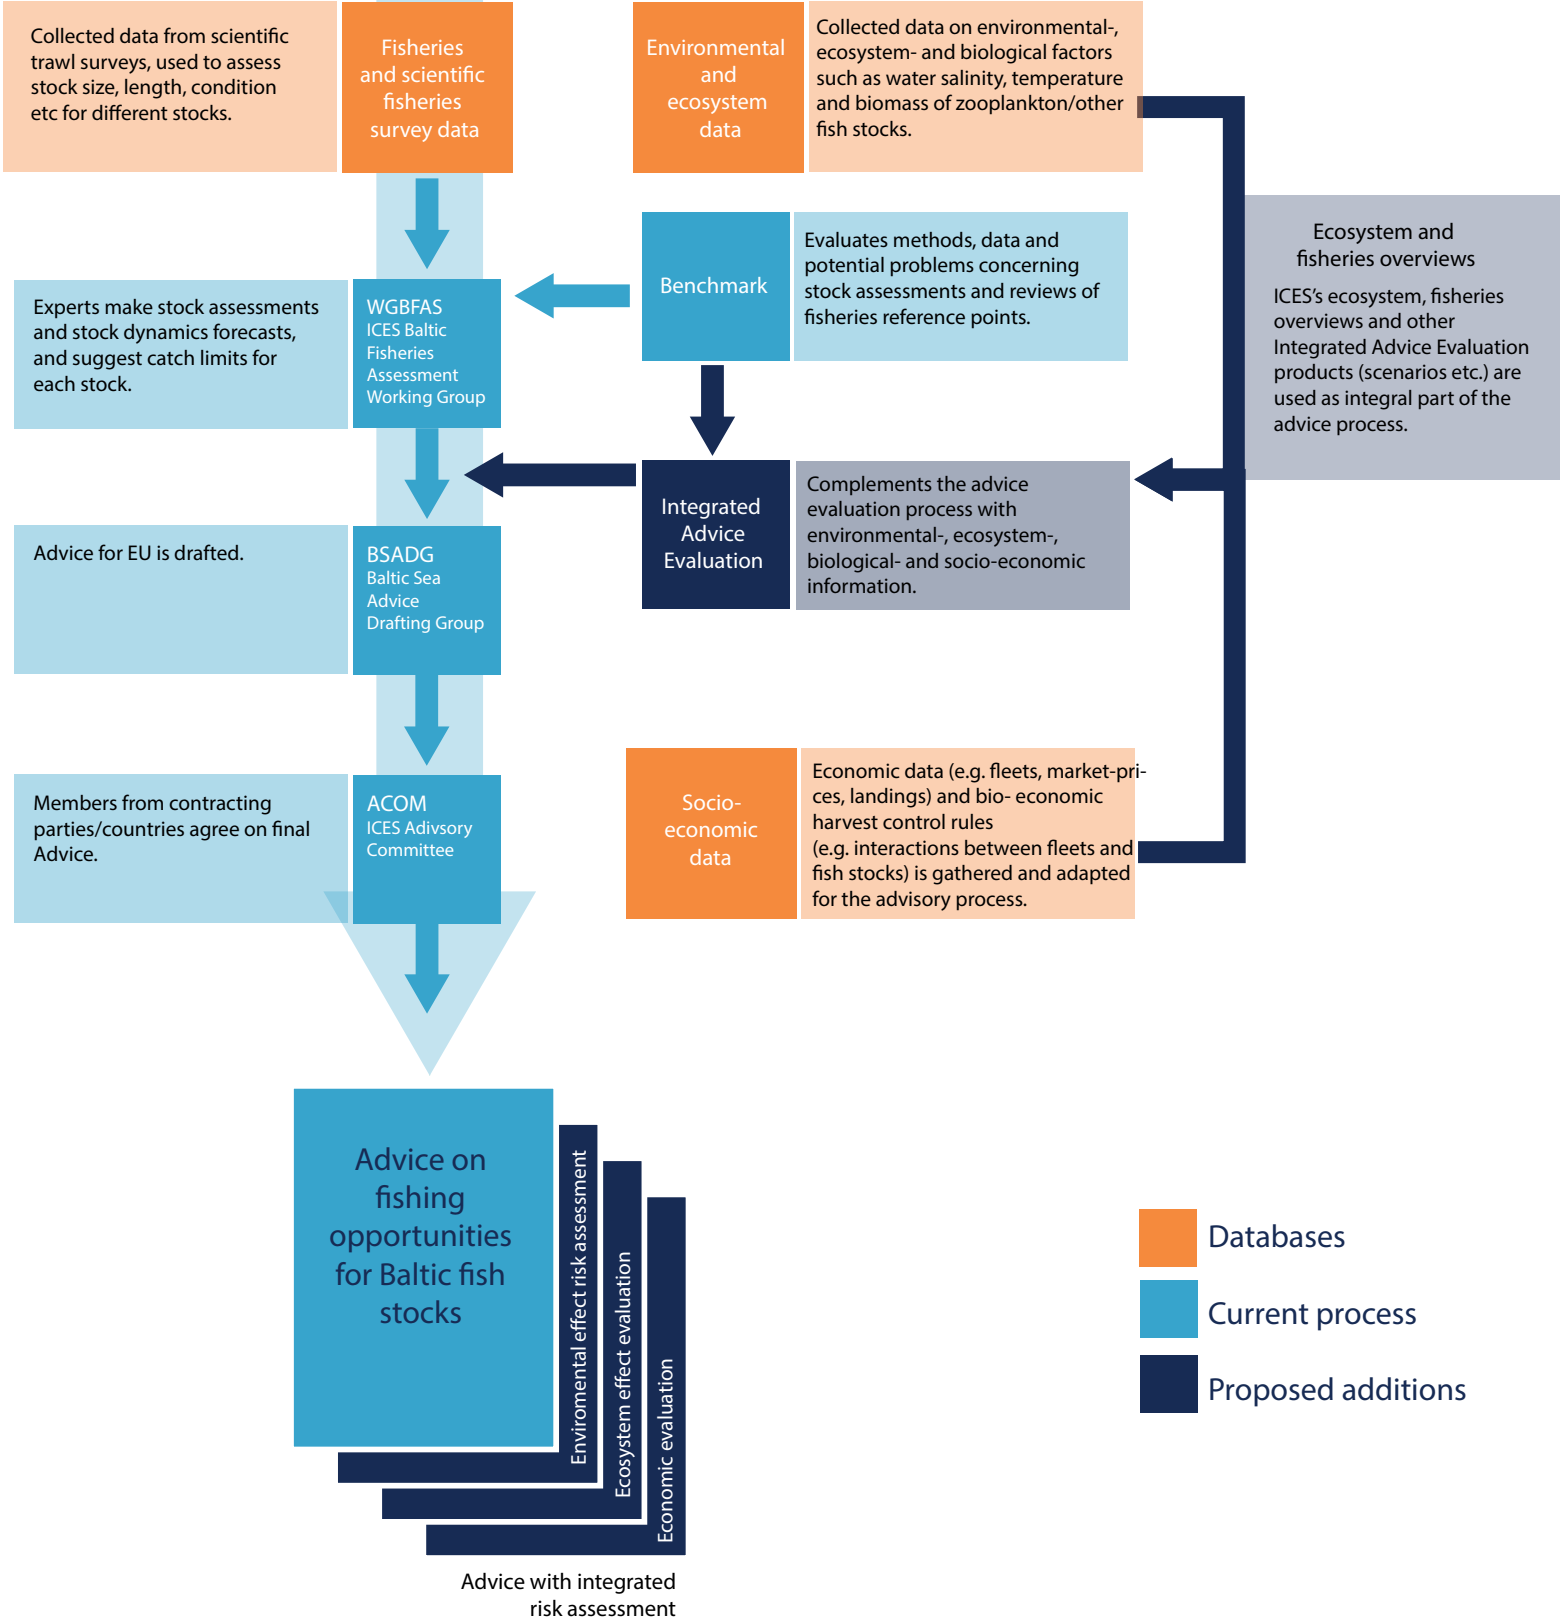 Collected data from scientific
trawl surveys, used to assess
stock size, length, condition
etc for different stocks.
Fisheries
and scientific
fisheries
survey data
Environmental
and
ecosystem
data
Collected data on environmental-,
ecosystem- and biological factors
such as water salinity, temperature
and biomass of zooplankton/other
fish stocks.
Benchmark
Evaluates methods, data and
potential problems concerning
stock assessments and reviews of
fisheries reference points.
Ecosystem and
fisheries overviews
ICES's ecosystem, fisheries
overviews and other
Integrated Advice Evaluation
products (scenarios etc.) are
used as integral part of the
advice process.
Experts make stock assessments
and stock dynamics forecasts,
and suggest catch limits for
each stock.
WGBFAS
ICES Baltic
Fisheries
Assessment
Working Group
Integrated
Advice
Evaluation
Complements the advice
evaluation process with
environmental-, ecosystem-,
biological- and socio-economic
information.
Advice for EU is drafted.
BSADG
Baltic Sea
Advice
Drafting Group
Members from contracting
parties/countries agree on final
Advice.
ACOM
ICES Adivsory
Committee
Socio-
economic
data
Economic data (e.g. fleets, market-pri-
ces, landings) and bio- economic
harvest control rules
(e.g. interactions between fleets and
fish stocks) is gathered and adapted
for the advisory process.
Advice on
fishing
opportunities
for Baltic fish
stocks
Enviromental effect risk assessment
Ecosystem effect evaluation
Economic evaluation
Advice with integrated
risk assessment
Databases
Current process
Proposed additions